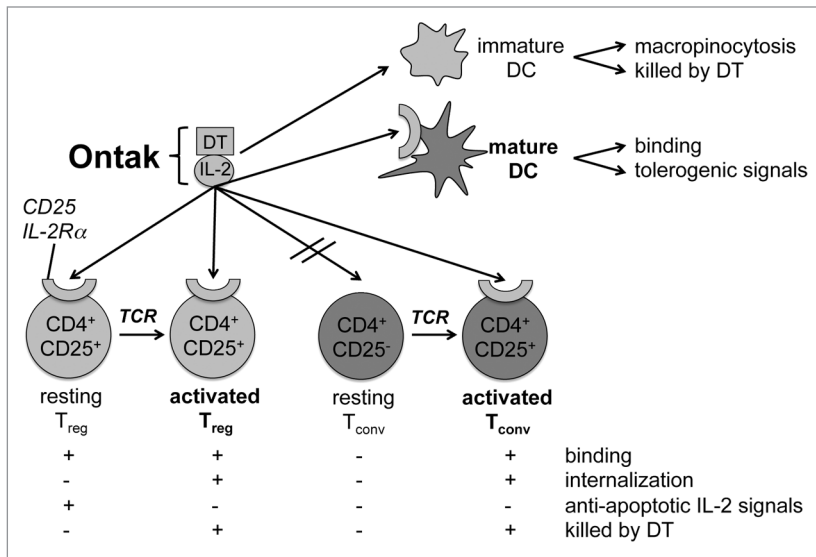 immature
DC
macropinocytosis
killed by DT
Ontak
DT
IL-2
mature
DC
binding
tolerogenic signals
CD25
IL-2Rα
CD4+
CD25+
TCR
CD4+
CD25+
CD4+
CD25-
TCR
CD4+
CD25+
resting
Treg
activated
Treg
resting
Tconv
activated
Tconv
+ + - + binding
- + - + internalization
+ - - - anti-apoptotic IL-2 signals
- + - + killed by DT